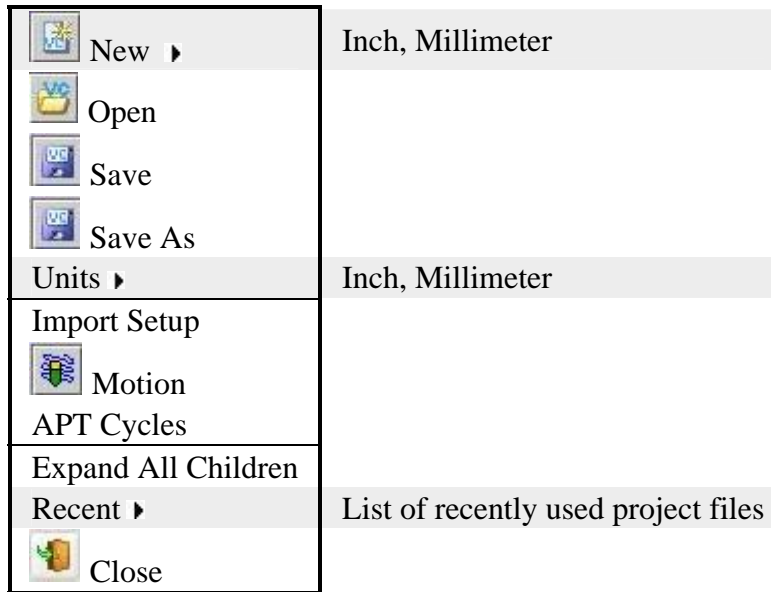 New Inch, Millimeter
Open
Save
Save As
Units Inch, Millimeter
Import Setup
Motion
APT Cycles
Expand All Children
Recent List of recently used project files
Close